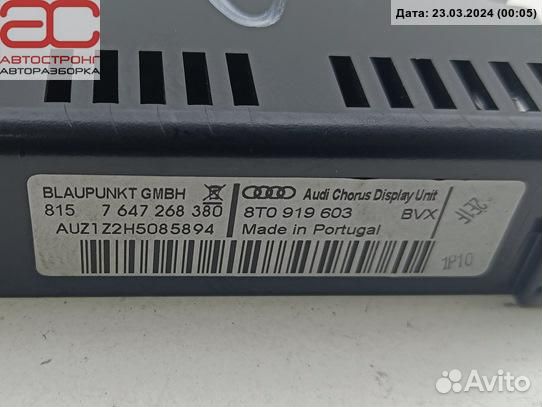 Дата: 23.03.2024 (00:05)
АВТОСТРОНГ
АВТОРАЗБОРКА
BLAUPUNKT GMBH
Audi Chorus Display Unit
815 7 647 268 380
8T0 919 603 BVX
AUZ1Z2H5085894
Made in Portugal
1P10
Avito